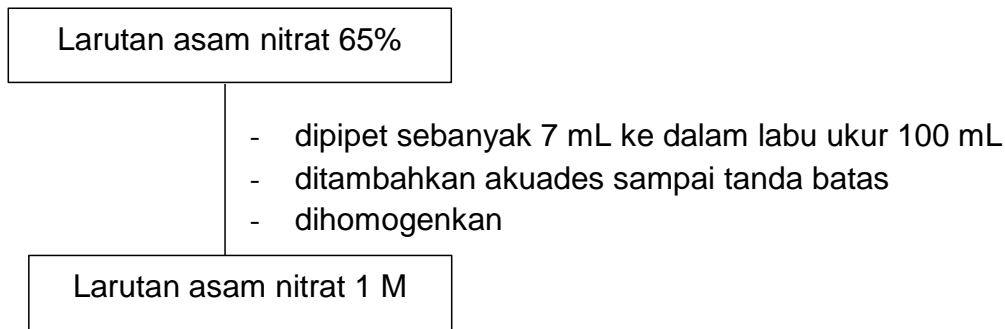 Larutan asam nitrat 65%
- dipipet sebanyak 7 mL ke dalam labu ukur 100 mL
- ditambahkan akuades sampai tanda batas
- dihomogenkan
Larutan asam nitrat 1 M